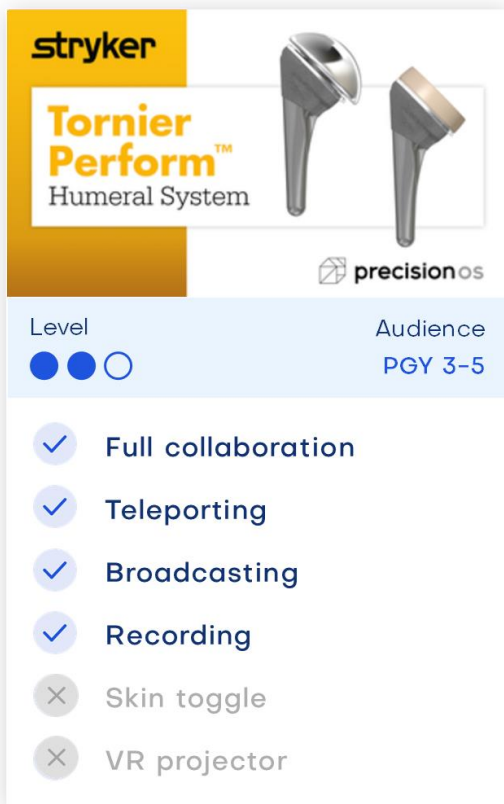 stryker
Tornier
Perform™
Humeral System
precisionos
Level
Audience
PGY 3-5
Full collaboration
Teleporting
Broadcasting
Recording
Skin toggle
VR projector